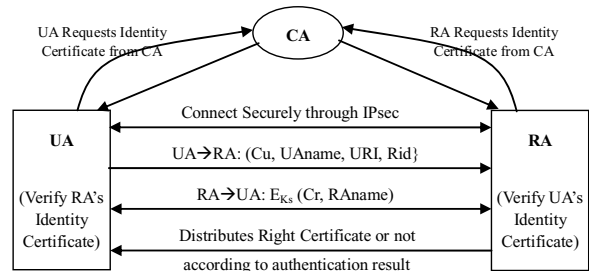 UA Requests Identity
Certificate from CA
CA
RA Requests Identity
Certificate from CA
Connect Securely through IPsec
UA
(Verify RA's
Identity
Certificate)
UA→RA: (Cu, UAname, URI, Rid}
RA→UA: EKs (Cr, RAname)
Distributes Right Certificate or not
according to authentication result
RA
(Verify UA's
Identity
Certificate)